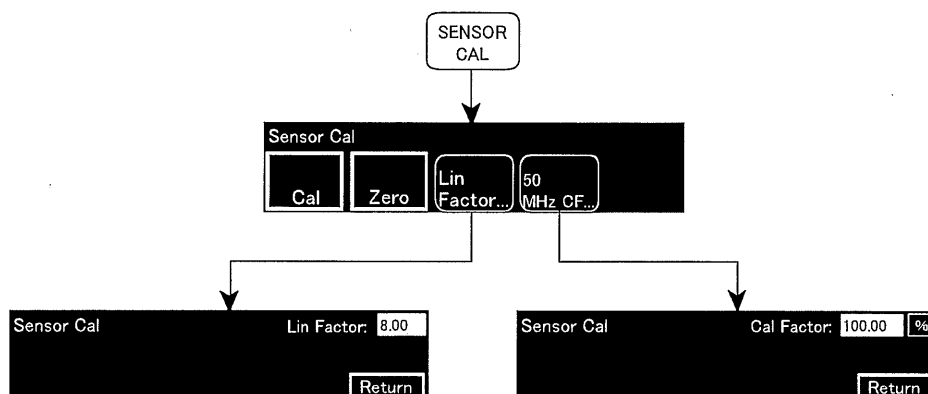 SENSOR
CAL
Sensor Cal
Cal
Zero
Lin
Factor...
50
MHz CF...
Sensor Cal
Lin Factor: 8.00
Return
Sensor Cal
Cal Factor: 100.00 %
Return